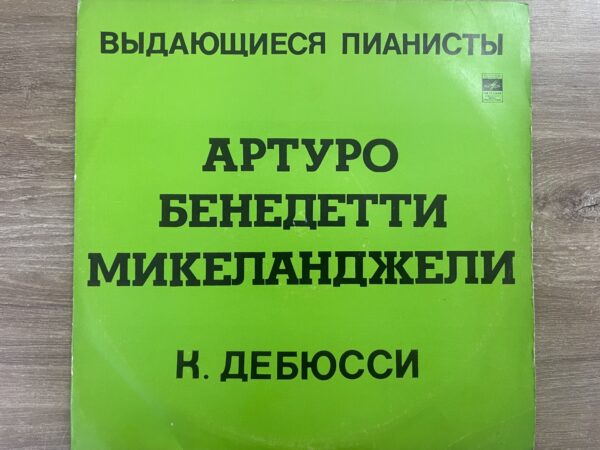 ВЫДАЮЩИЕСЯ ПИАНИСТЫ
АРТУРО
БЕНЕДЕТТИ
МИКЕЛАНДЖЕЛИ
К. ДЕБЮССИ